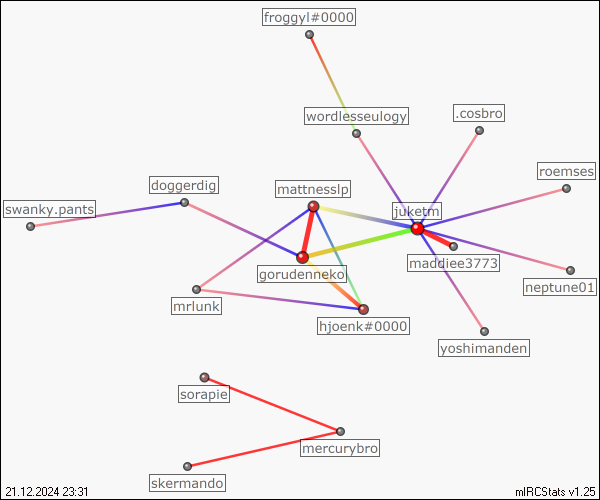 froggyl#0000
wordlesseulogy
.cosbro
roemses
doggerdig
mattnesslp
swanky.pants
juketm
maddiee3773
gorudenneko
neptune01
mrlunk
hjoenk#0000
yoshimanden
sorapie
mercurybro
skermando
21.12.2024 23:31
mIRCStats v1.25